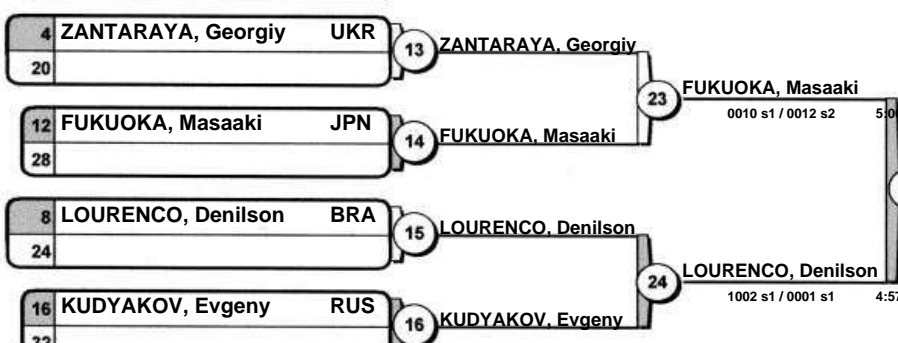 4 ZANTARAYA, Georgiy UKR
20
13 ZANTARAYA, Georgiy
12 FUKUOKA, Masaaki JPN
28
14 FUKUOKA, Masaaki
23 FUKUOKA, Masaaki
0010 s1 / 0012 s2
8 LOURENCO, Denilson BRA
24
15 LOURENCO, Denilson
16 KUDYAKOV, Evgeny RUS
16 KUDYAKOV, Evgeny
24 LOURENCO, Denilson
1002 s1 / 0001 s1 4:57